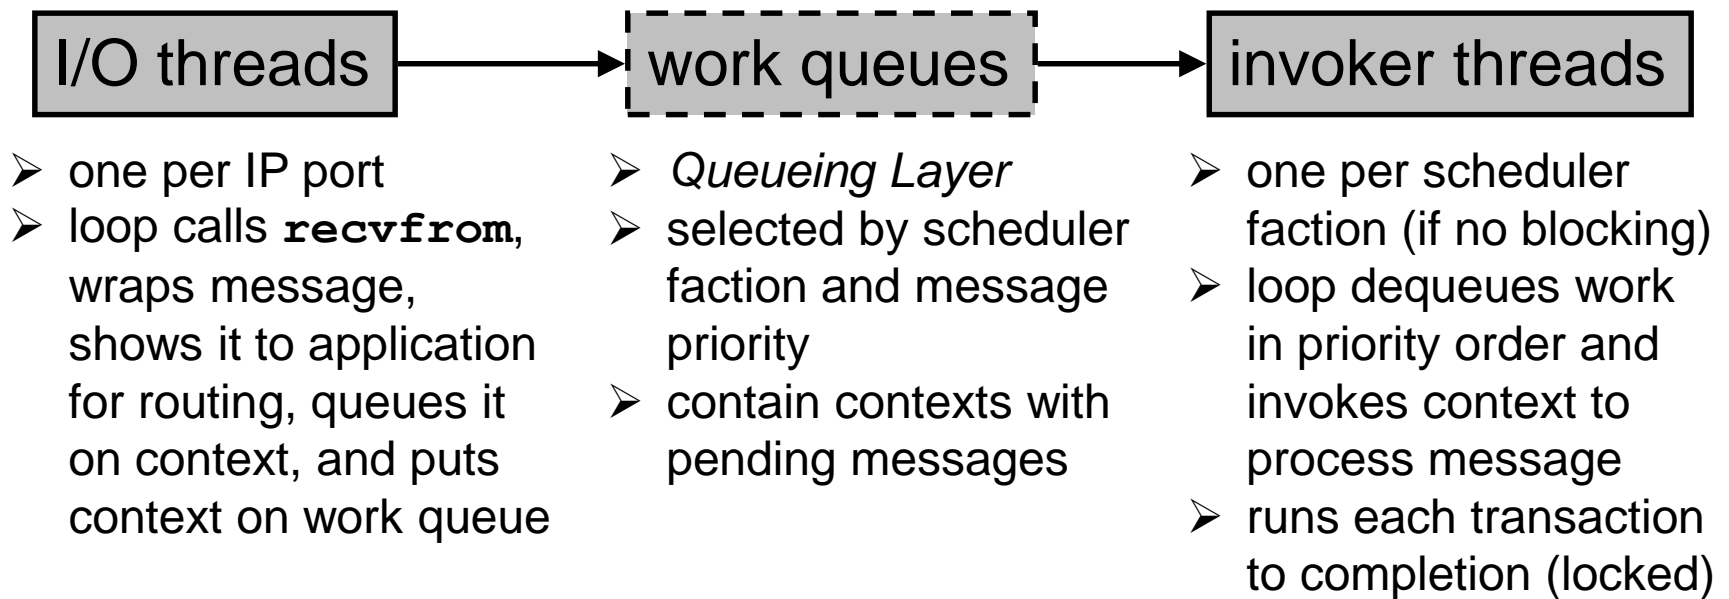 I/O threads
work queues
invoker threads
➢ one per IP port
➢ loop calls recvfrom,
wraps message,
shows it to application
for routing, queues it
on context, and puts
context on work queue
➢ Queueing Layer
➢ selected by scheduler
faction and message
priority
➢ contain contexts with
pending messages
➢ one per scheduler
faction (if no blocking)
➢ loop dequeues work
in priority order and
invokes context to
process message
➢ runs each transaction
to completion (locked)